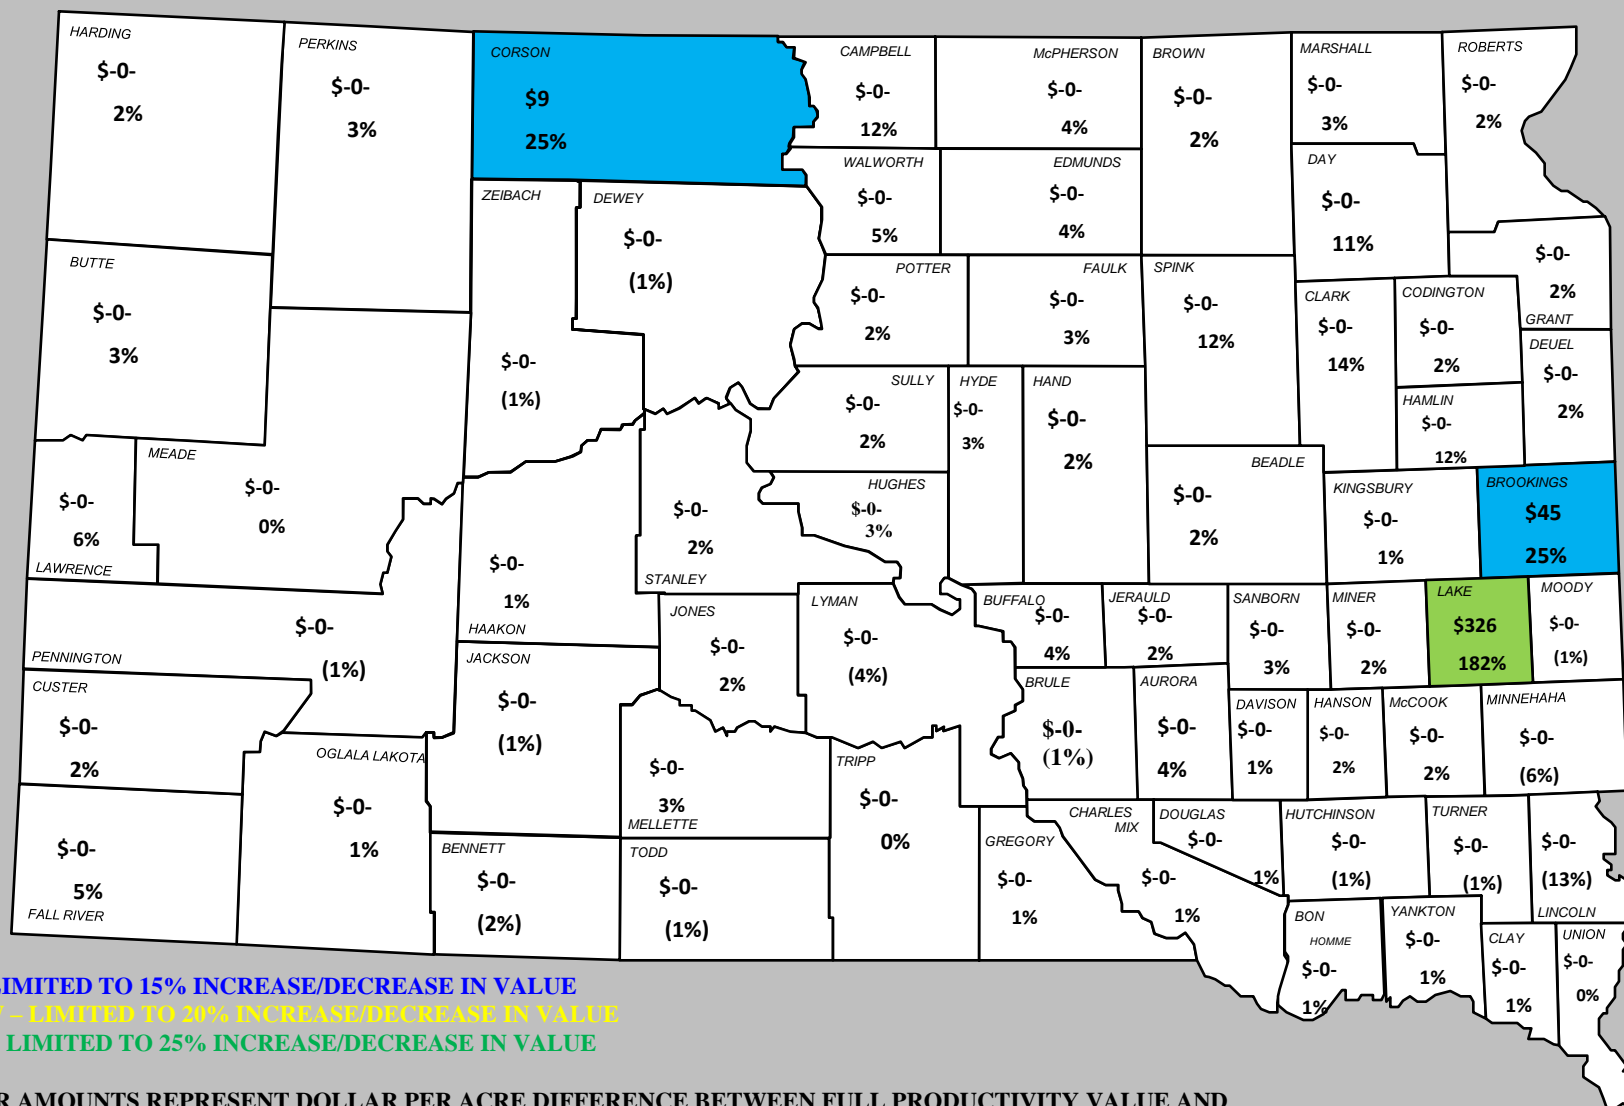 HARDING
$-0-
2%
PERKINS
$-0-
3%
CORSON
$9
25%
CAMPBELL
$-0-
12%
McPHERSON
$-0-
4%
BROWN
$-0-
2%
MARSHALL
$-0-
3%
ROBERTS
$-0-
2%
WALWORTH
$-0-
5%
EDMUNDS
$-0-
4%
DAY
$-0-
11%
ZEIBACH
$-0-
(1%)
DEWEY
$-0-
(1%)
BUTTE
$-0-
3%
POTTER
$-0-
2%
FAULK
$-0-
3%
SPINK
$-0-
12%
CLARK
$-0-
14%
CODINGTON
$-0-
2%
$-0-
2%
GRANT
DEUEL
$-0-
2%
HAMLIN
$-0-
12%
SULLY
$-0-
2%
HYDE
$-0-
3%
HAND
$-0-
2%
MEADE
$-0-
0%
$-0-
6%
LAWRENCE
HUGHES
$-0-
3%
$-0-
2%
STANLEY
BEADLE
$-0-
2%
KINGSBURY
$-0-
1%
BROOKINGS
$45
25%
$-0-
1%
HAAKON
$-0-
(1%)
PENNINGTON
JONES
$-0-
2%
LYMAN
$-0-
(4%)
BUFFALO
$-0-
4%
JERAULD
$-0-
2%
SANBORN
$-0-
3%
MINER
$-0-
2%
LAKE
$326
182%
MOODY
$-0-
(1%)
CUSTER
$-0-
2%
JACKSON
$-0-
(1%)
BRULE
$-0-
(1%)
AURORA
$-0-
4%
DAVISON
$-0-
1%
HANSON
$-0-
2%
McCOOK
$-0-
2%
MINNEHAHA
$-0-
(6%)
OGLALA LAKOTA
$-0-
1%
$-0-
3%
MELLETTE
TRIPP
$-0-
0%
$-0-
5%
FALL RIVER
BENNETT
$-0-
(2%)
TODD
$-0-
(1%)
GREGORY
$-0-
1%
CHARLES
MIX
$-0-
1%
DOUGLAS
$-0-
1%
HUTCHINSON
$-0-
(1%)
TURNER
$-0-
(1%)
$-0-
(13%)
LINCOLN
BON
HOMME
$-0-
1%
YANKTON
$-0-
1%
CLAY
$-0-
1%
UNION
$-0-
0%
LIMITED TO 15% INCREASE/DECREASE IN VALUE
– LIMITED TO 20% INCREASE/DECREASE IN VALUE
LIMITED TO 25% INCREASE/DECREASE IN VALUE
R AMOUNTS REPRESENT DOLLAR PER ACRE DIFFERENCE BETWEEN FULL PRODUCTIVITY VALUE AND